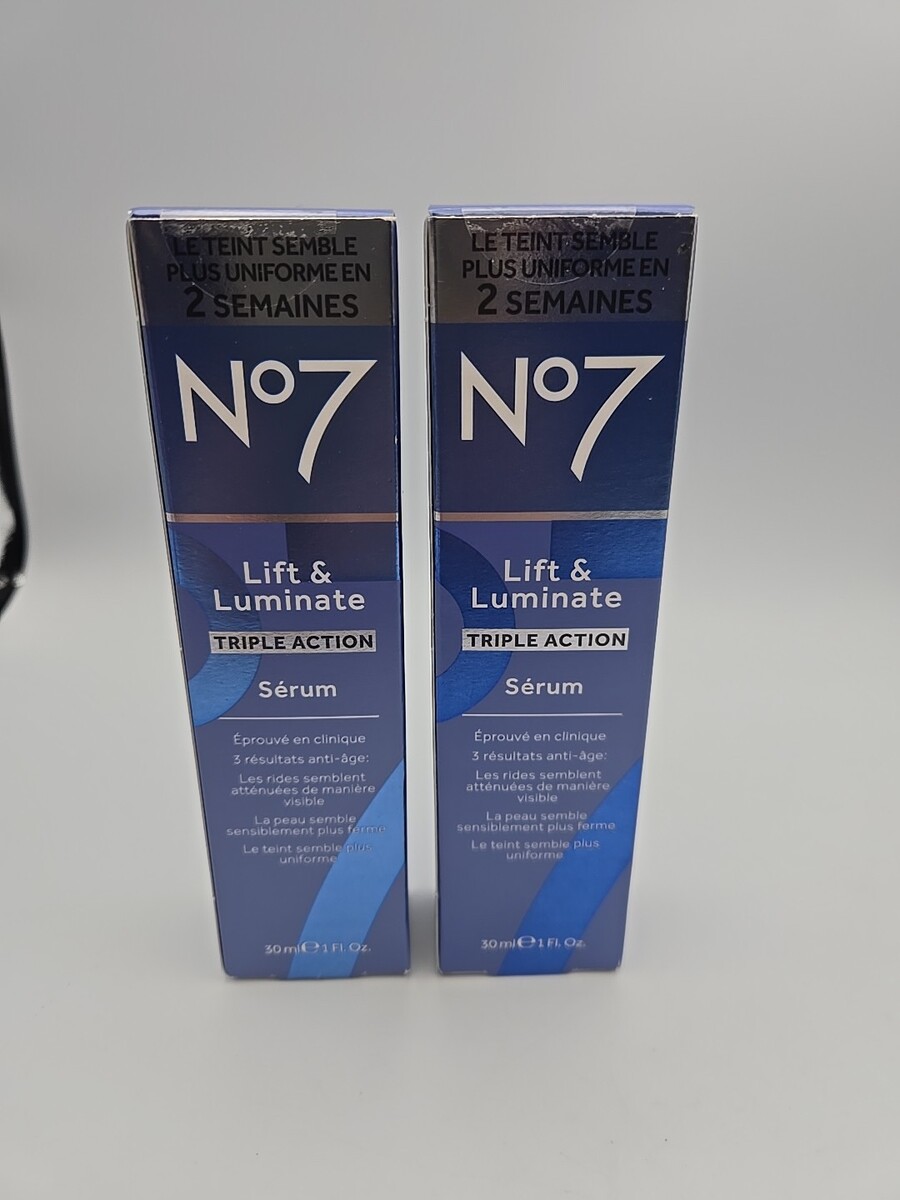 LE TEINT SEMBLE
PLUS UNIFORME EN
2 SEMAINES
No7
Lift &
Luminate
TRIPLE ACTION
Sérum
Éprouvé en clinique
3 résultats anti-âge:
Les rides semblent
atténuées de manière
visible
La peau semble
sensiblement plus ferme
Le teint semble plus
uniforme
30 ml ℮ 1 Fl. Oz.
LE TEINT SEMBLE
PLUS UNIFORME EN
2 SEMAINES
No7
Lift &
Luminate
TRIPLE ACTION
Sérum
Éprouvé en clinique
3 résultats anti-âge:
Les rides semblent
atténuées de manière
visible
La peau semble
sensiblement plus ferme
Le teint semble plus
uniforme
30 ml ℮ 1 Fl. Oz.